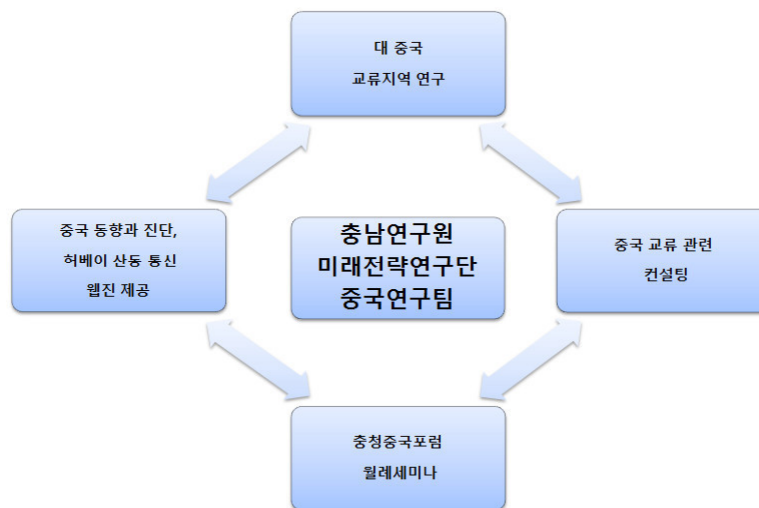 대 중국
교류지역 연구
중국 동향과 진단,
허베이 산동 통신
웹진 제공
충남연구원
미래전략연구단
중국연구팀
중국 교류 관련
컨설팅
충청중국포럼
월례세미나